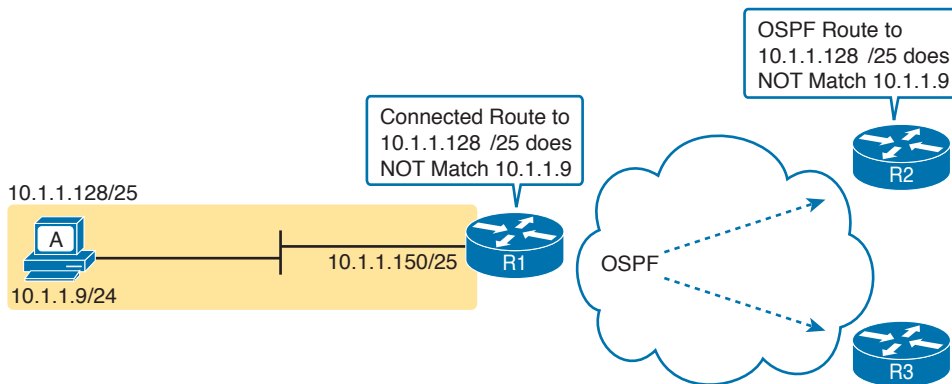 OSPF Route to
10.1.1.128 /25 does
NOT Match 10.1.1.9
Connected Route to
10.1.1.128 /25 does
NOT Match 10.1.1.9
R2
10.1.1.128/25
A
10.1.1.150/25
R1
OSPF
10.1.1.9/24
R3